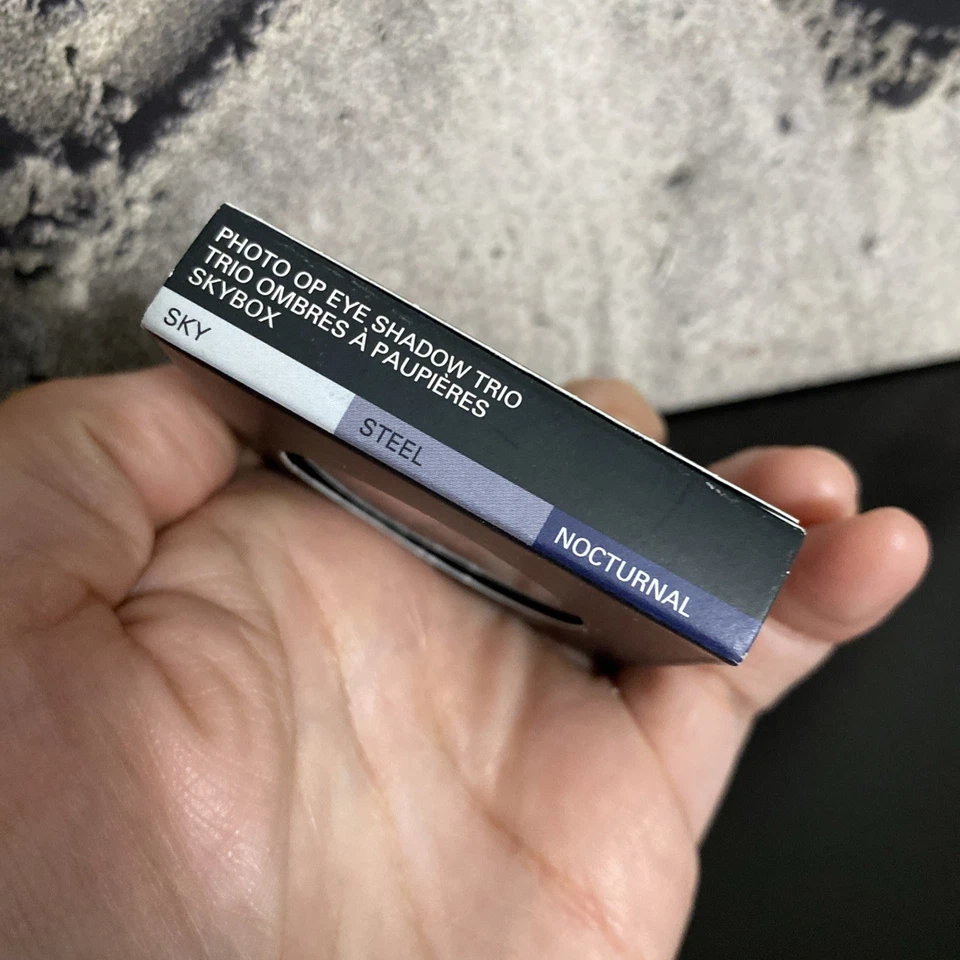 PHOTO OP EYE SHADOW TRIO
TRIO OMBRES À PAUPIÈRES
SKYBOX
SKY
STEEL
NOCTURNAL